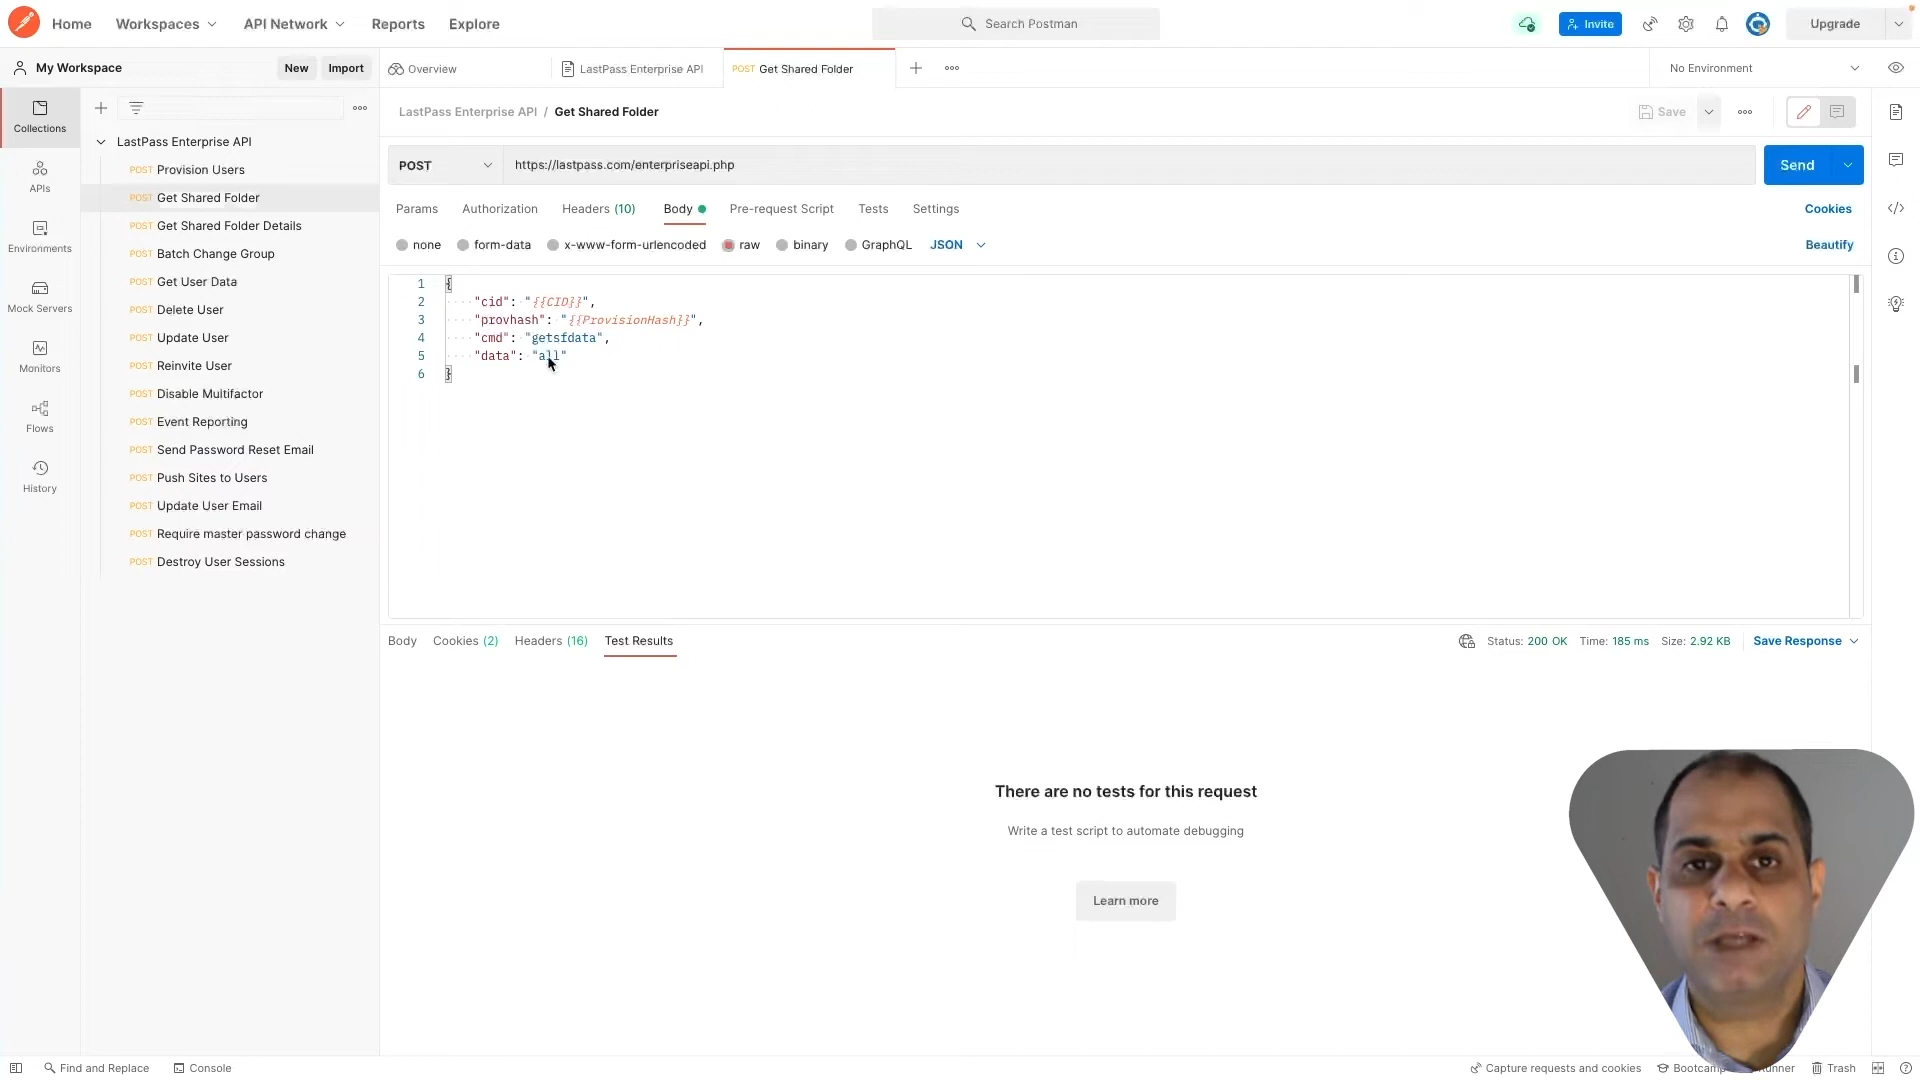 Home
Workspaces
API Network
Reports
Explore
Search Postman
Invite
Upgrade
My Workspace
New
Import
Overview
LastPass Enterprise API
POST Get Shared Folder
No Environment
Collections
APIs
Environments
Mock Servers
Monitors
Flows
History
LastPass Enterprise API
POST Provision Users
POST Get Shared Folder
POST Get Shared Folder Details
POST Batch Change Group
POST Get User Data
POST Delete User
POST Update User
POST Reinvite User
POST Disable Multifactor
POST Event Reporting
POST Send Password Reset Email
POST Push Sites to Users
POST Update User Email
POST Require master password change
POST Destroy User Sessions
LastPass Enterprise API / Get Shared Folder
Save
POST
https://lastpass.com/enterpriseapi.php
Send
Params
Authorization
Headers (10)
Body
Pre-request Script
Tests
Settings
Cookies
none
form-data
x-www-form-urlencoded
raw
binary
GraphQL
JSON
Beautify
1 {
2 "cid": "{{CID}}",
3 "provhash": "{{ProvisionHash}}",
4 "cmd": "getsfdata",
5 "data": "all"
6 }
Body
Cookies (2)
Headers (16)
Test Results
Status: 200 OK
Time: 185 ms
Size: 2.92 KB
Save Response
There are no tests for this request
Write a test script to automate debugging
Learn more
Find and Replace
Console
Capture requests and cookies
Trash